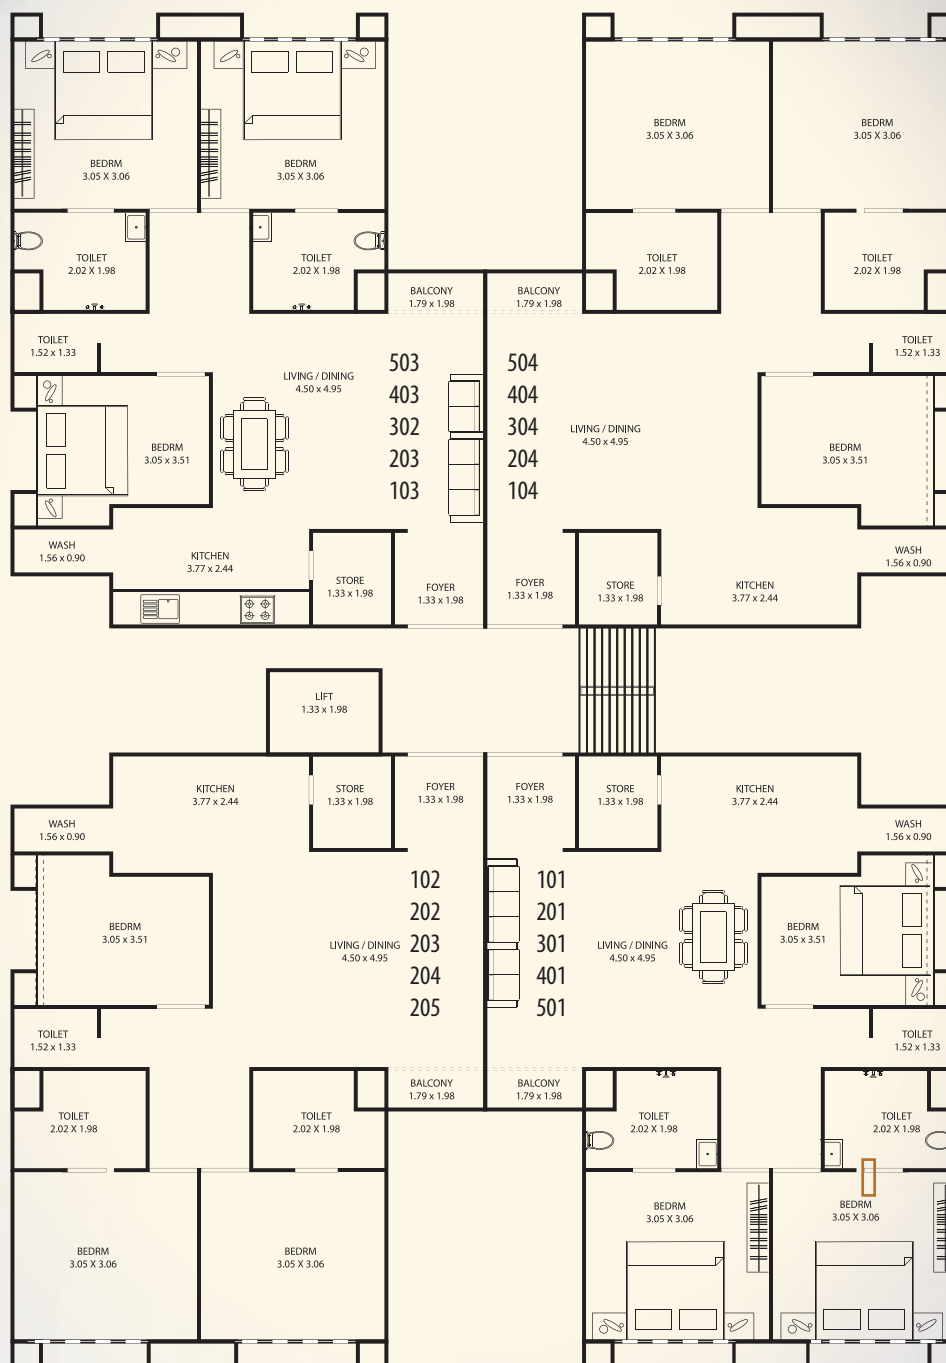 BEDRM
3.05 X 3.06
BEDRM
3.05 X 3.06
BEDRM
3.05 X 3.06
BEDRM
3.05 X 3.06
TOILET
2.02 X 1.98
TOILET
2.02 X 1.98
TOILET
2.02 X 1.98
TOILET
2.02 X 1.98
BALCONY
1.79 x 1.98
BALCONY
1.79 x 1.98
TOILET
1.52 x 1.33
TOILET
1.52 x 1.33
LIVING / DINING
4.50 x 4.95
503
403
302
203
103
504
404
304
204
104
LIVING / DINING
4.50 x 4.95
BEDRM
3.05 x 3.51
BEDRM
3.05 x 3.51
WASH
1.56 x 0.90
KITCHEN
3.77 x 2.44
STORE
1.33 x 1.98
FOYER
1.33 x 1.98
FOYER
1.33 x 1.98
STORE
1.33 x 1.98
KITCHEN
3.77 x 2.44
WASH
1.56 x 0.90
LIFT
1.33 x 1.98
KITCHEN
3.77 x 2.44
STORE
1.33 x 1.98
FOYER
1.33 x 1.98
FOYER
1.33 x 1.98
STORE
1.33 x 1.98
KITCHEN
3.77 x 2.44
WASH
1.56 x 0.90
WASH
1.56 x 0.90
BEDRM
3.05 x 3.51
LIVING / DINING
4.50 x 4.95
102
202
203
204
205
101
201
301
401
501
LIVING / DINING
4.50 x 4.95
BEDRM
3.05 x 3.51
TOILET
1.52 x 1.33
TOILET
1.52 x 1.33
BALCONY
1.79 x 1.98
BALCONY
1.79 x 1.98
TOILET
2.02 X 1.98
TOILET
2.02 X 1.98
TOILET
2.02 X 1.98
TOILET
2.02 X 1.98
BEDRM
3.05 X 3.06
BEDRM
3.05 X 3.06
BEDRM
3.05 X 3.06
BEDRM
3.05 X 3.06